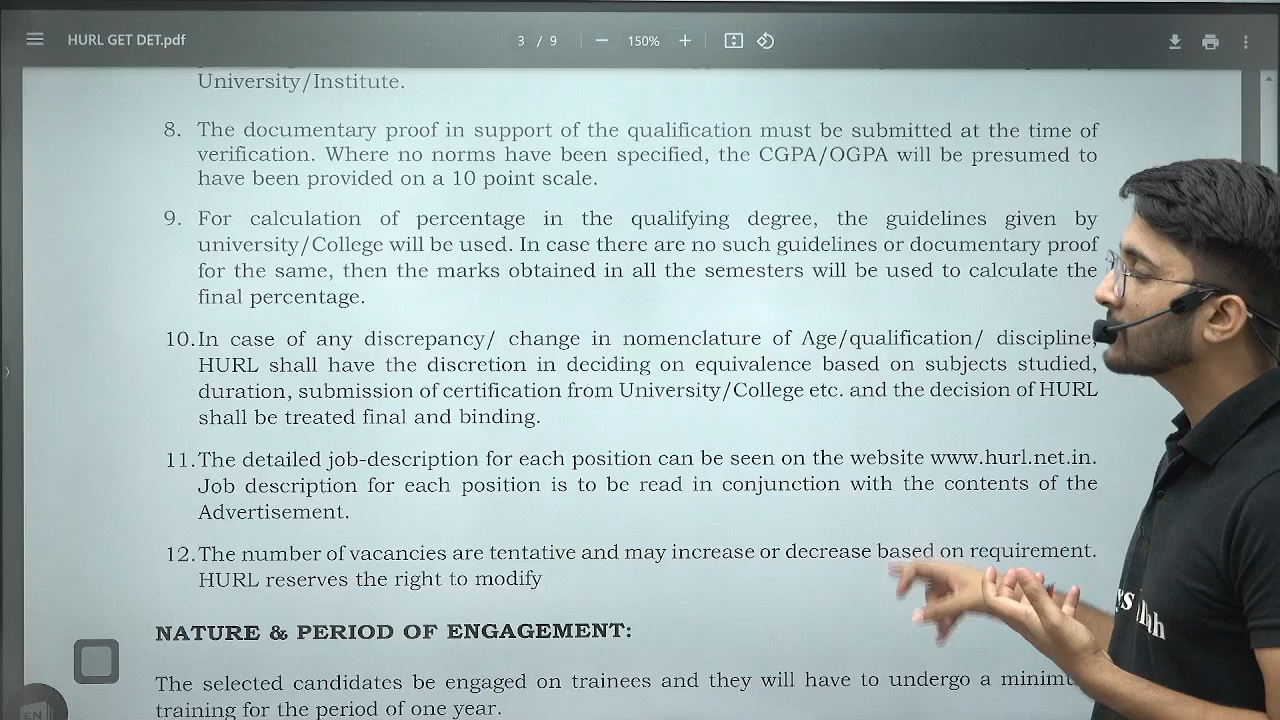 HURL GET DET.pdf
3 / 9
150%
University/Institute.
8. The documentary proof in support of the qualification must be submitted at the time of
verification. Where no norms have been specified, the CGPA/OGPA will be presumed to
have been provided on a 10 point scale.
9. For calculation of percentage in the qualifying degree, the guidelines given by
university/College will be used. In case there are no such guidelines or documentary proof
for the same, then the marks obtained in all the semesters will be used to calculate the
final percentage.
10. In case of any discrepancy/ change in nomenclature of Age/qualification/ discipline,
HURL shall have the discretion in deciding on equivalence based on subjects studied,
duration, submission of certification from University/College etc. and the decision of HURL
shall be treated final and binding.
11. The detailed job-description for each position can be seen on the website www.hurl.net.in.
Job description for each position is to be read in conjunction with the contents of the
Advertisement.
12. The number of vacancies are tentative and may increase or decrease based on requirement.
HURL reserves the right to modify
NATURE & PERIOD OF ENGAGEMENT:
The selected candidates be engaged on trainees and they will have to undergo a
training for the period of one year.
EN